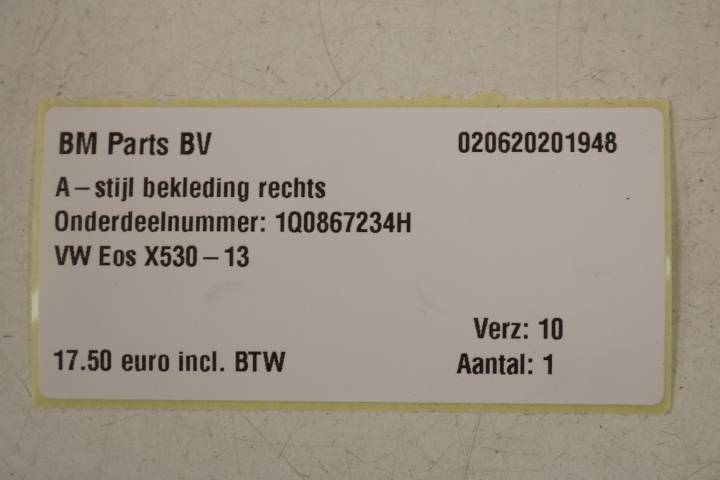 BM Parts BV 020620201948
A-stijl bekleding rechts
Onderdeelnummer: 1Q0867234H
VW Eos X530-13
Verz: 10
17.50 euro incl. BTW Aantal: 1